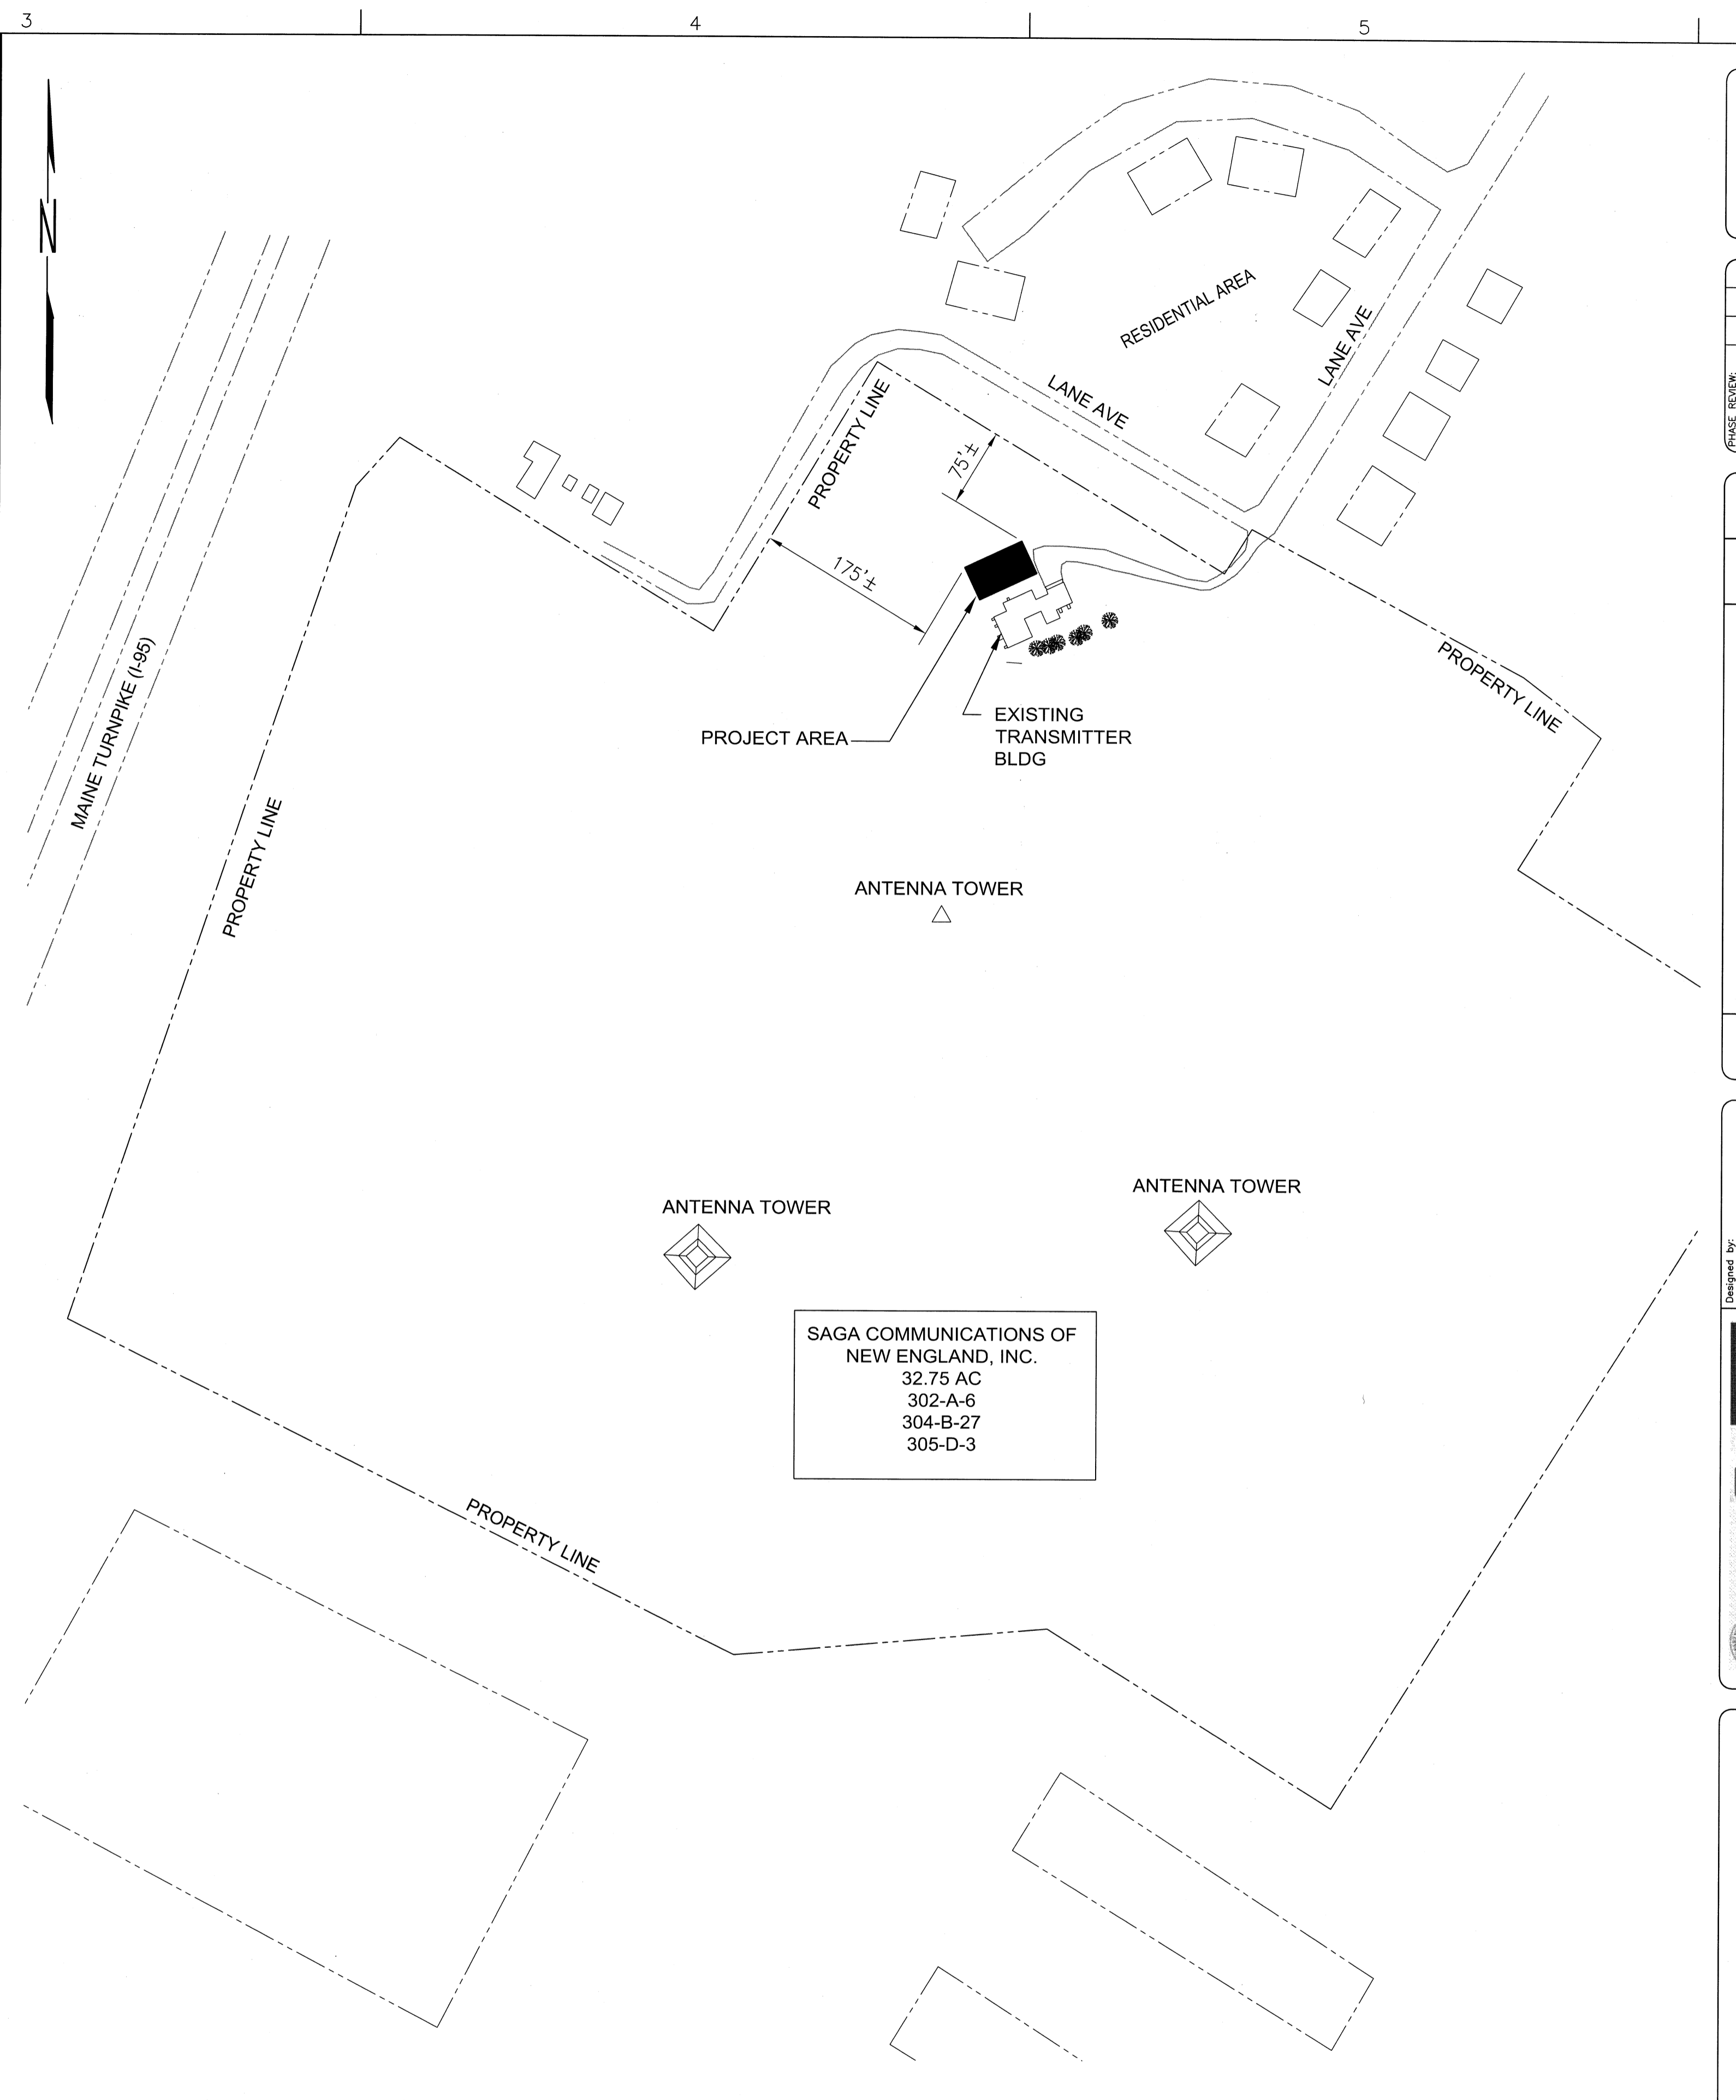 3
4
5
N
RESIDENTIAL AREA
LANE AVE
LANE AVE
PROPERTY LINE
75'±
175'±
PHASE REVIEW:
MAINE TURNPIKE (I-95)
PROPERTY LINE
PROPERTY LINE
PROJECT AREA
EXISTING
TRANSMITTER
BLDG
ANTENNA TOWER
ANTENNA TOWER
ANTENNA TOWER
Designed by:
SAGA COMMUNICATIONS OF
NEW ENGLAND, INC.
32.75 AC
302-A-6
304-B-27
305-D-3
PROPERTY LINE